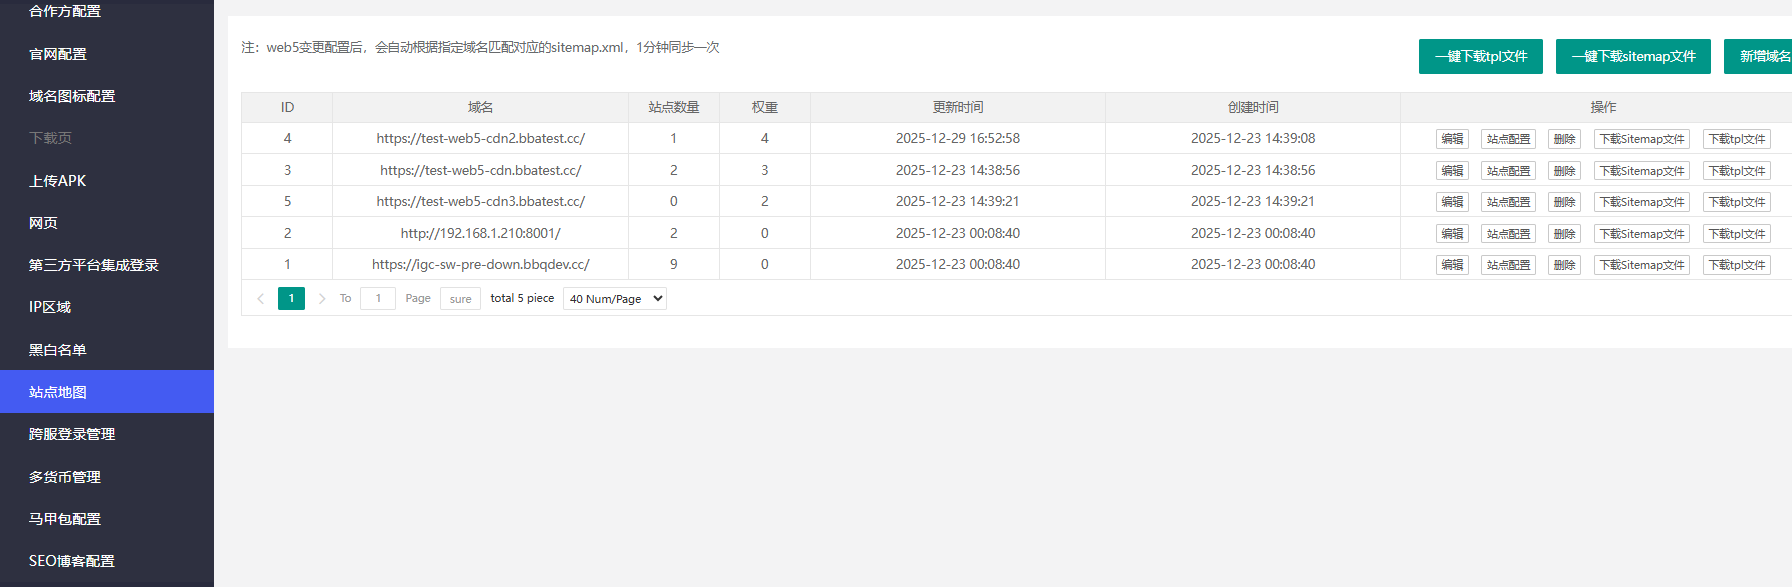 合作方配置
官网配置
域名图标配置
下载页
上传APK
网页
第三方平台集成登录
IP区域
黑白名单
站点地图
跨服登录管理
多货币管理
马甲包配置
SEO博客配置
注：web5变更配置后，会自动根据指定域名匹配对应的sitemap.xml，1分钟同步一次
一键下载tpl文件 一键下载sitemap文件 新增域名
ID 域名 站点数量 权重 更新时间 创建时间 操作
4 https://test-web5-cdn2.bbatest.cc/ 1 4 2025-12-29 16:52:58 2025-12-23 14:39:08 编辑 站点配置 删除 下载Sitemap文件 下载tpl文件
3 https://test-web5-cdn.bbatest.cc/ 2 3 2025-12-23 14:38:56 2025-12-23 14:38:56 编辑 站点配置 删除 下载Sitemap文件 下载tpl文件
5 https://test-web5-cdn3.bbatest.cc/ 0 2 2025-12-23 14:39:21 2025-12-23 14:39:21 编辑 站点配置 删除 下载Sitemap文件 下载tpl文件
2 http://192.168.1.210:8001/ 2 0 2025-12-23 00:08:40 2025-12-23 00:08:40 编辑 站点配置 删除 下载Sitemap文件 下载tpl文件
1 https://igc-sw-pre-down.bbqdev.cc/ 9 0 2025-12-23 00:08:40 2025-12-23 00:08:40 编辑 站点配置 删除 下载Sitemap文件 下载tpl文件
1 To 1 Page sure total 5 piece 40 Num/Page